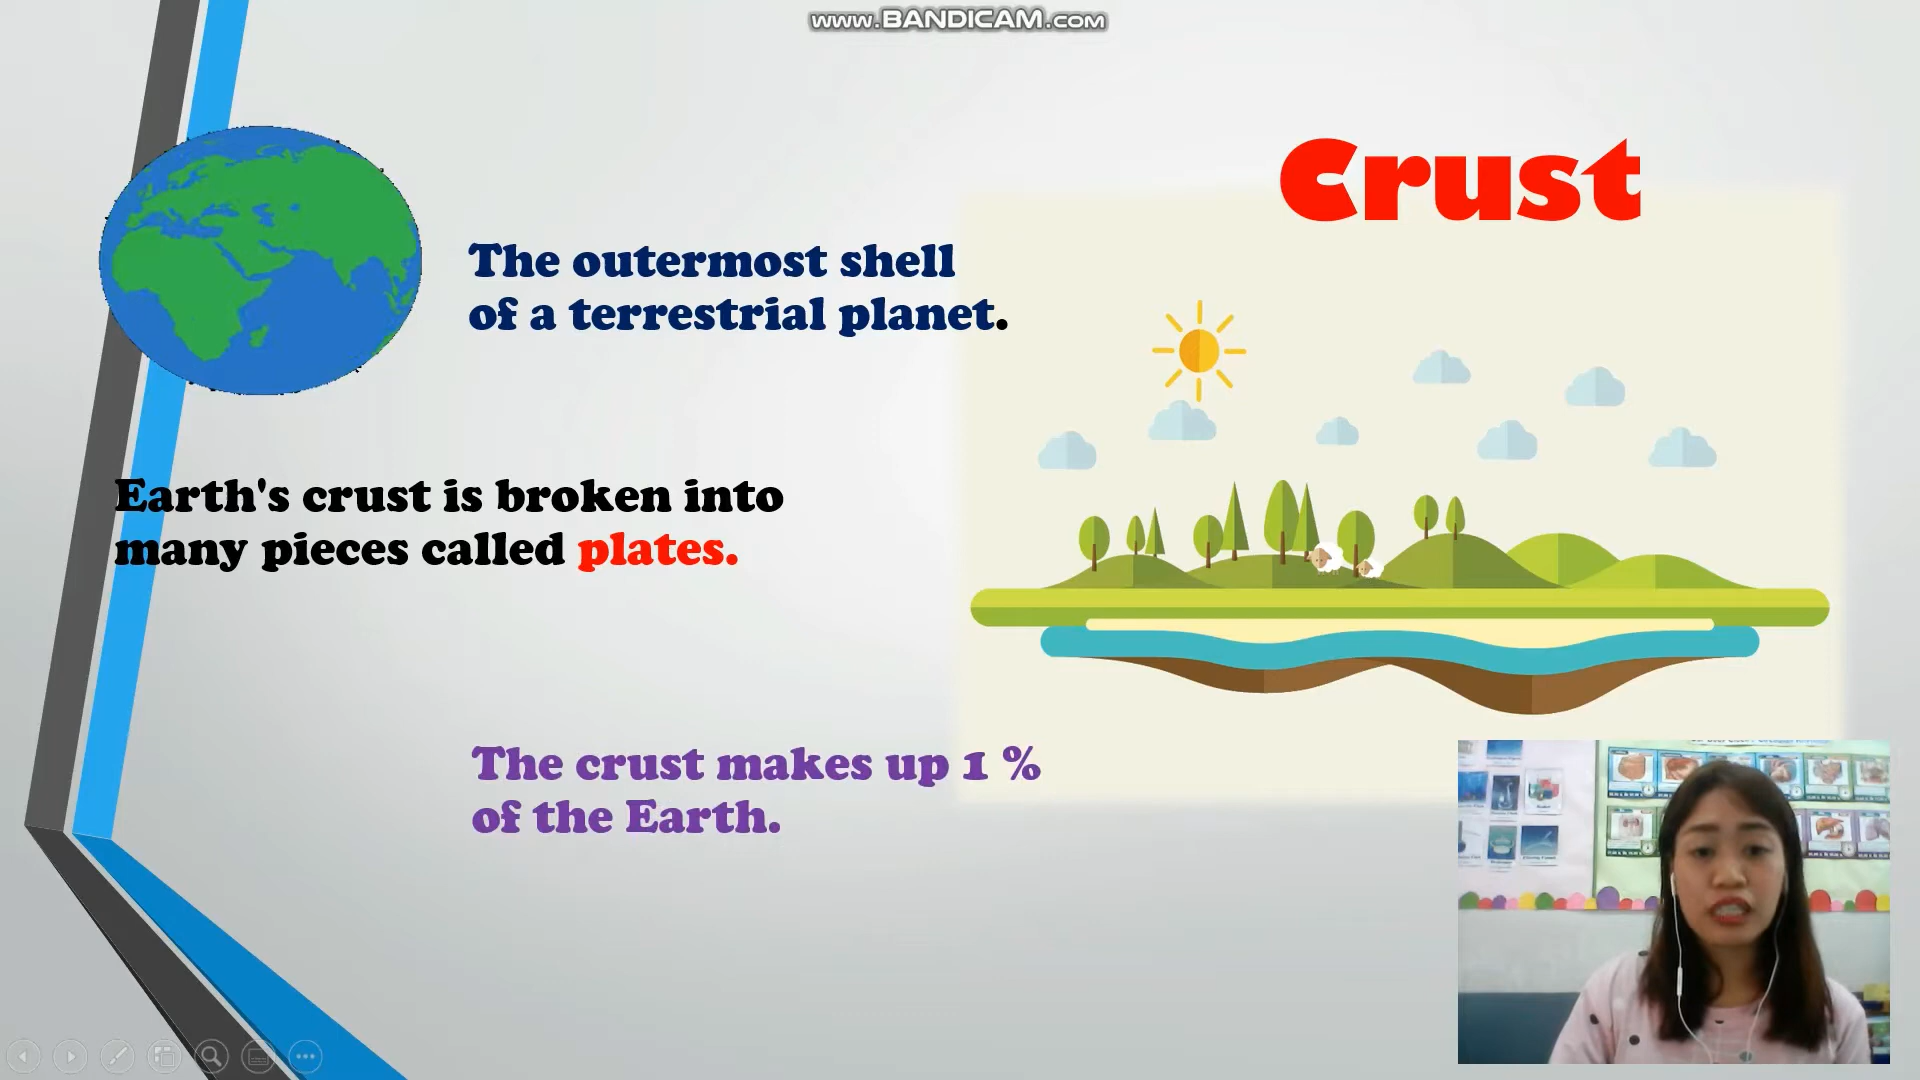 www.BANDICAM.com
Crust
The outermost shell
of a terrestrial planet.
Earth's crust is broken into
many pieces called plates.
The crust makes up 1 %
of the Earth.